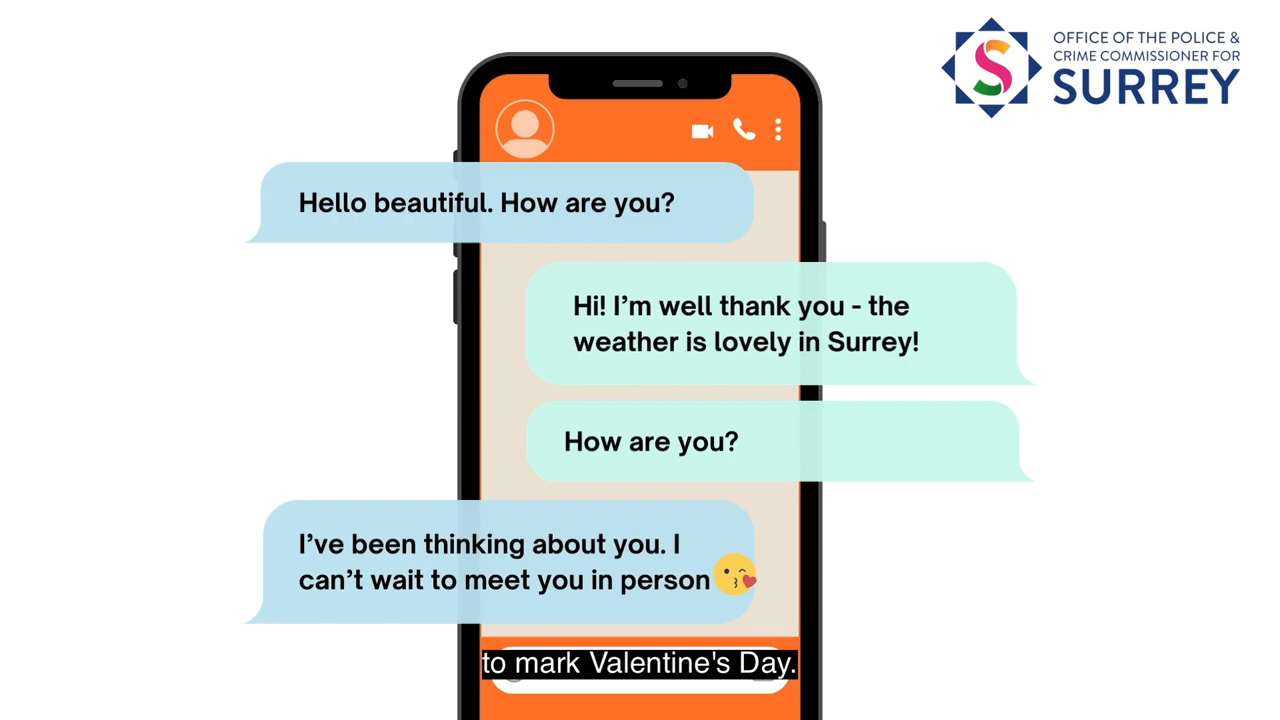 OFFICE OF THE POLICE &
CRIME COMMISSIONER FOR
SURREY
Hello beautiful. How are you?
Hi! I’m well thank you - the
weather is lovely in Surrey!
How are you?
I’ve been thinking about you. I
can’t wait to meet you in person 😘
to mark Valentine's Day.